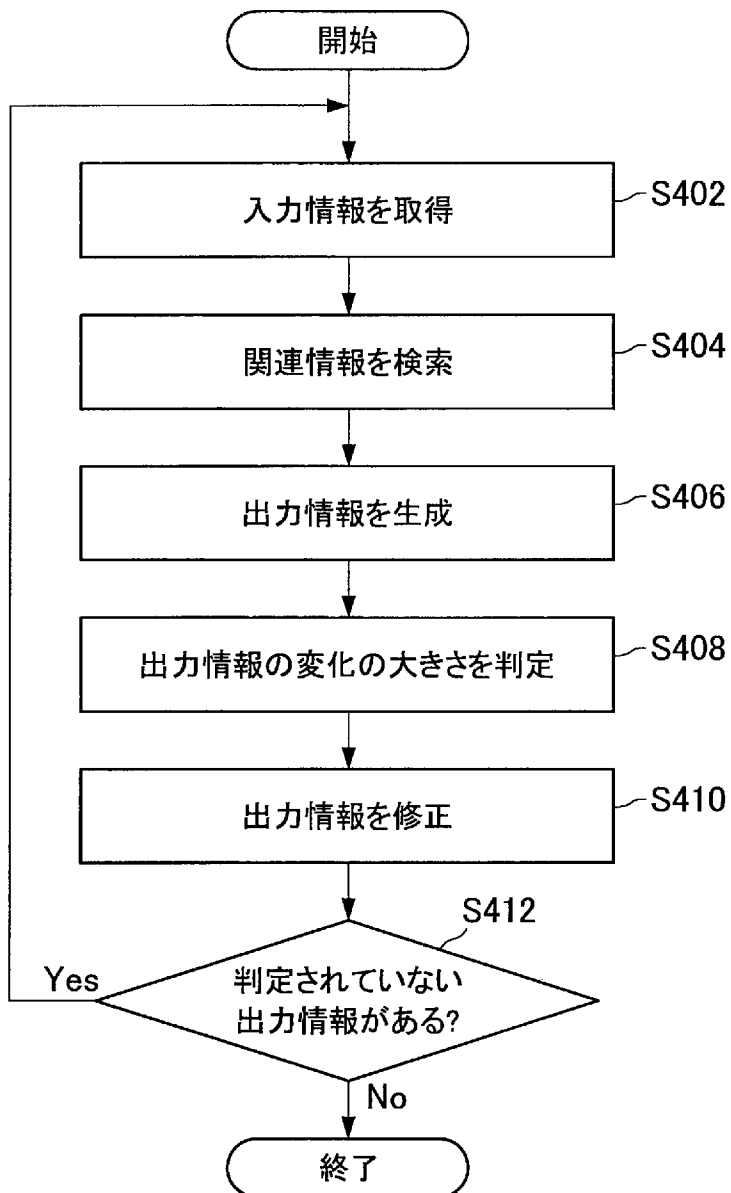 開始
入力情報を取得
S402
関連情報を検索
S404
出力情報を生成
S406
出力情報の変化の大きさを判定
S408
出力情報を修正
S410
S412
判定されていない
出力情報がある?
Yes
No
終了